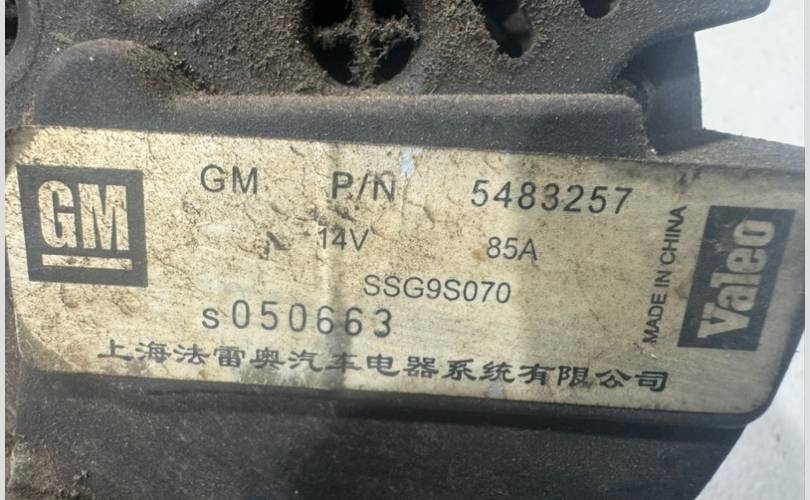 GM
GM P/N 5483257
14V 85A
SSG9S070
s050663
上海法雷奥汽车电器系统有限公司
MADE IN CHINA
Valeo